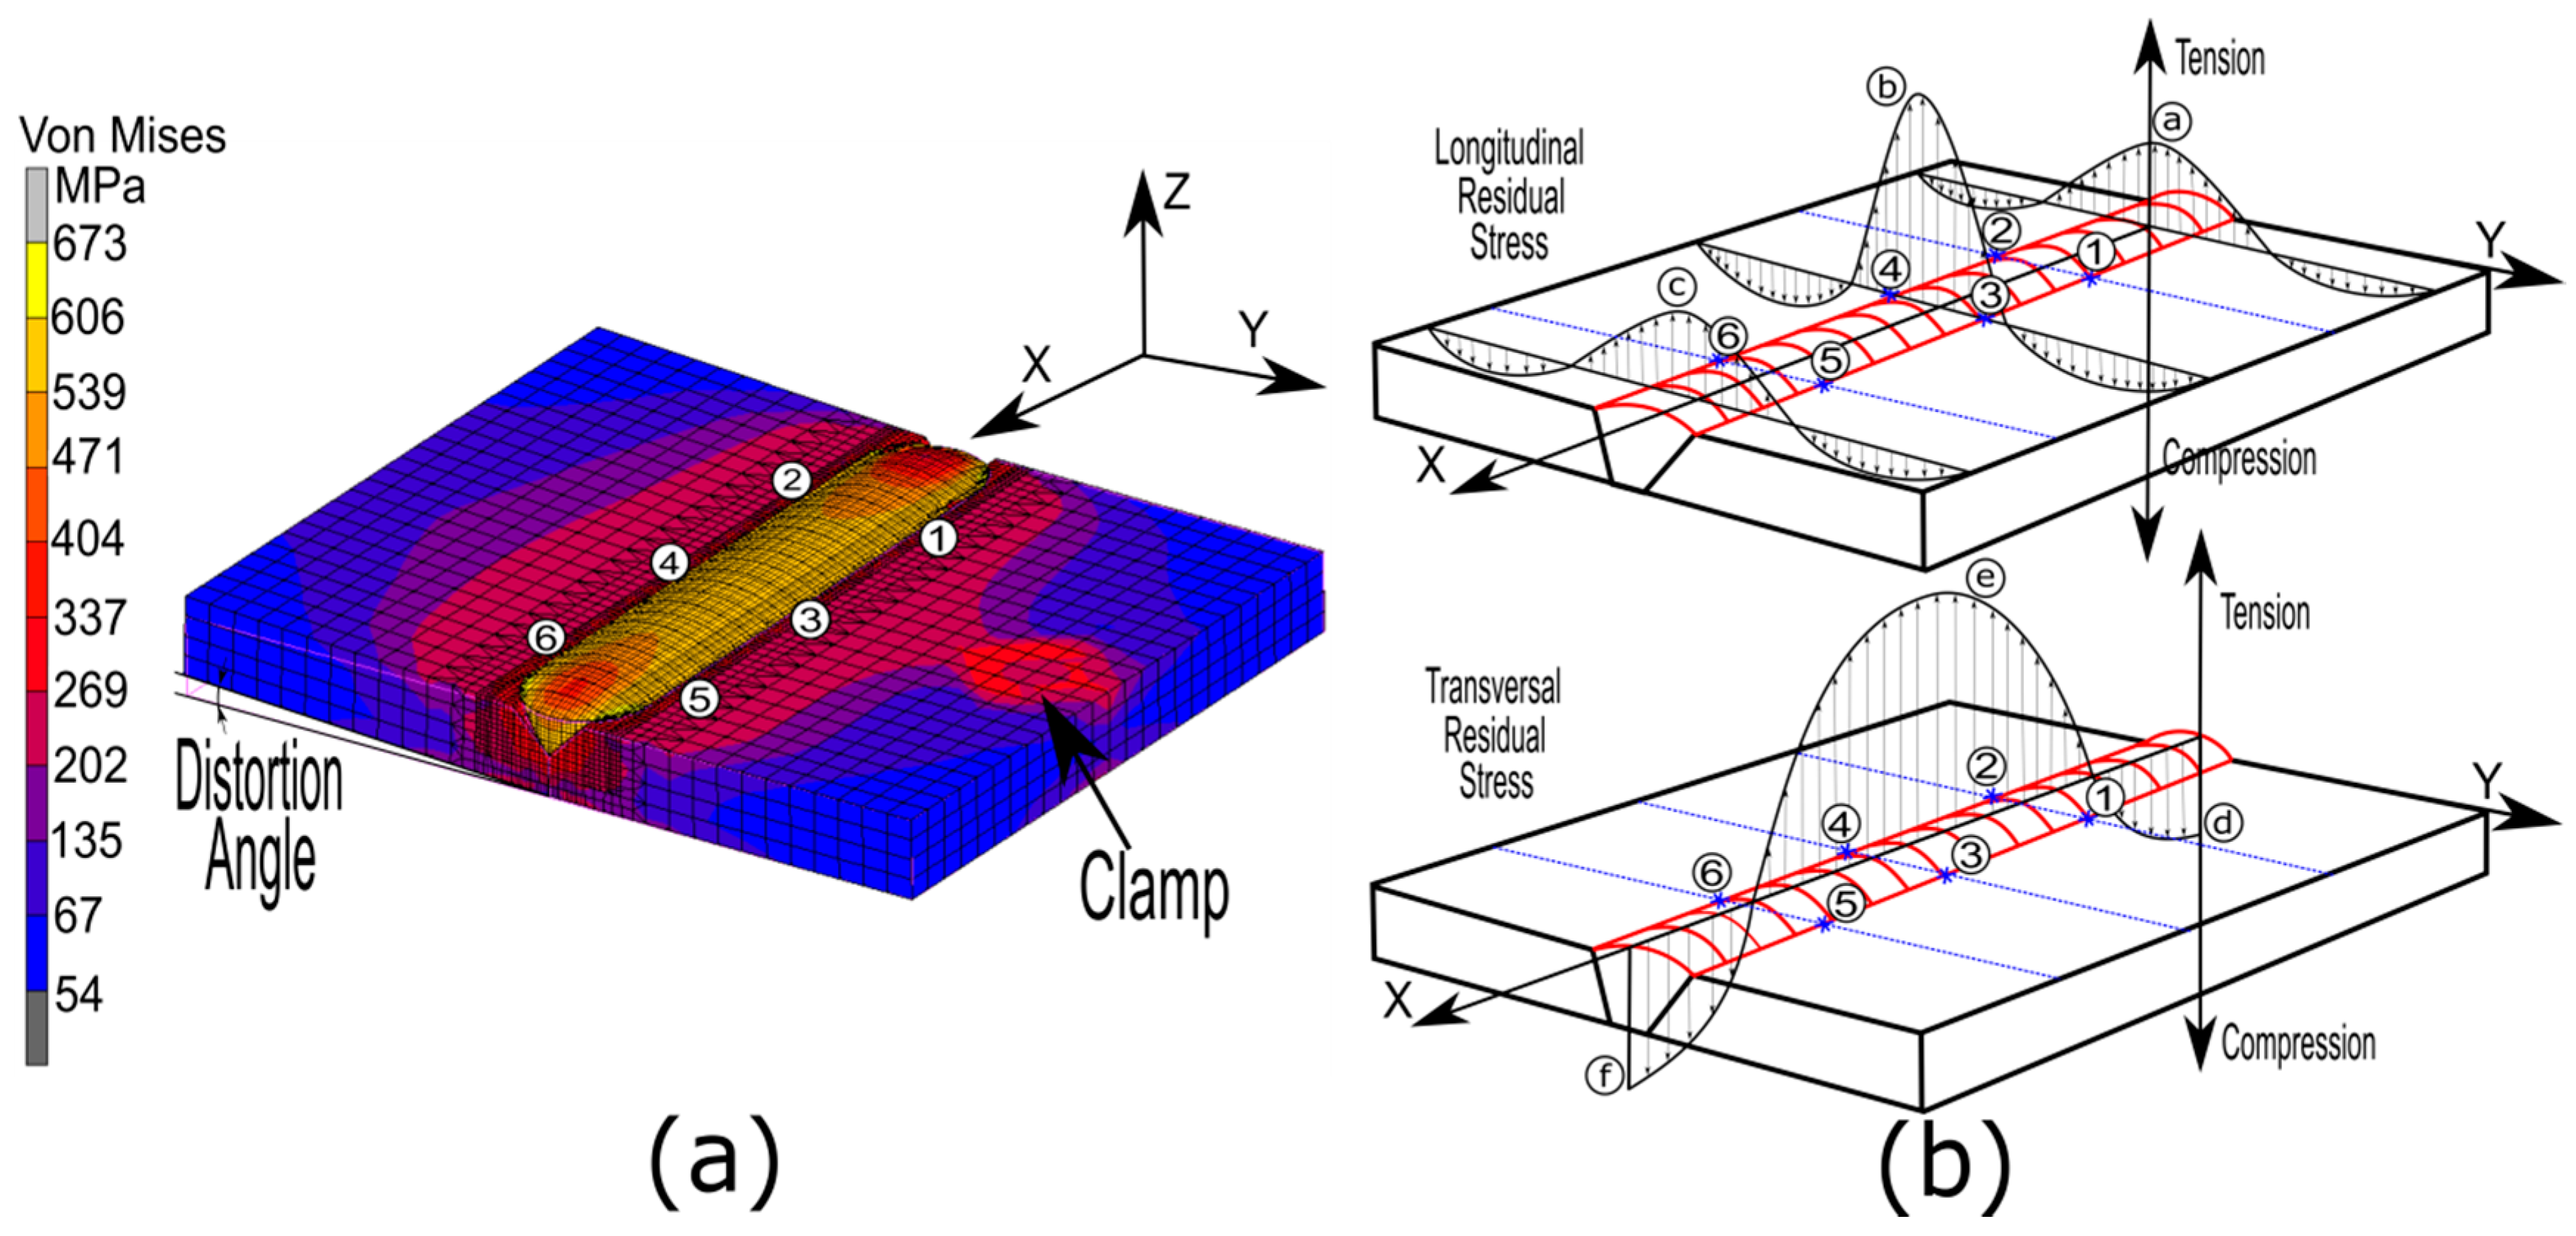 Von Mises
MPa
673
606
539
471
404
337
269
202
135
67
54
Z
X
Y
2
1
4
3
6
5
Distortion
Angle
Clamp
(a)
Tension
b
a
Longitudinal
Residual
Stress
Y
2
1
4
3
c
6
5
X
Compression
e
Tension
Transversal
Residual
Stress
2
Y
1
4
d
3
6
5
X
Compression
f
(b)